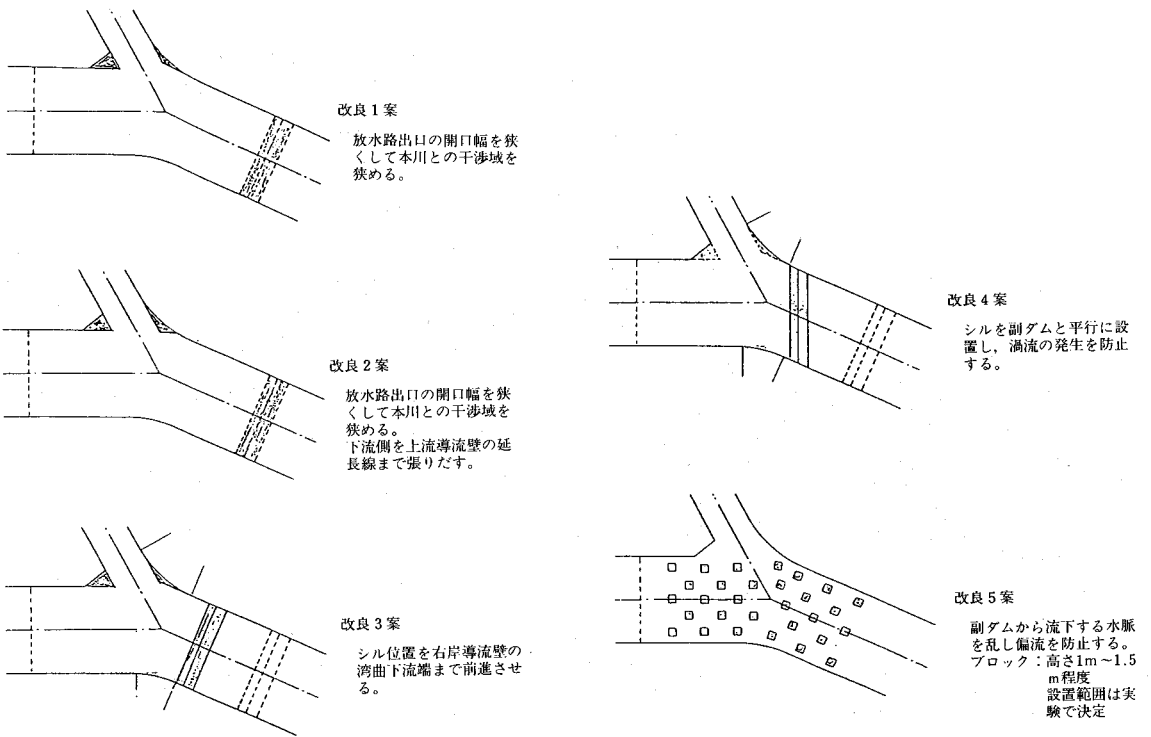 改良1案
放水路出口の開口幅を狭
くして本川との干渉域を
狭める。
改良2案
放水路出口の開口幅を狭
くして本川との干渉域を
狭める。
下流側を上流導流壁の延
長線まで張りだす。
改良3案
シル位置を右岸導流壁の
湾曲下流端まで前進させ
る。
改良4案
シルを副ダムと平行に設
置し，渦流の発生を防止
する。
改良5案
副ダムから流下する水脈
を乱し偏流を防止する。
ブロック：高さ1m～1.5
m程度
設置範囲は実
験で決定